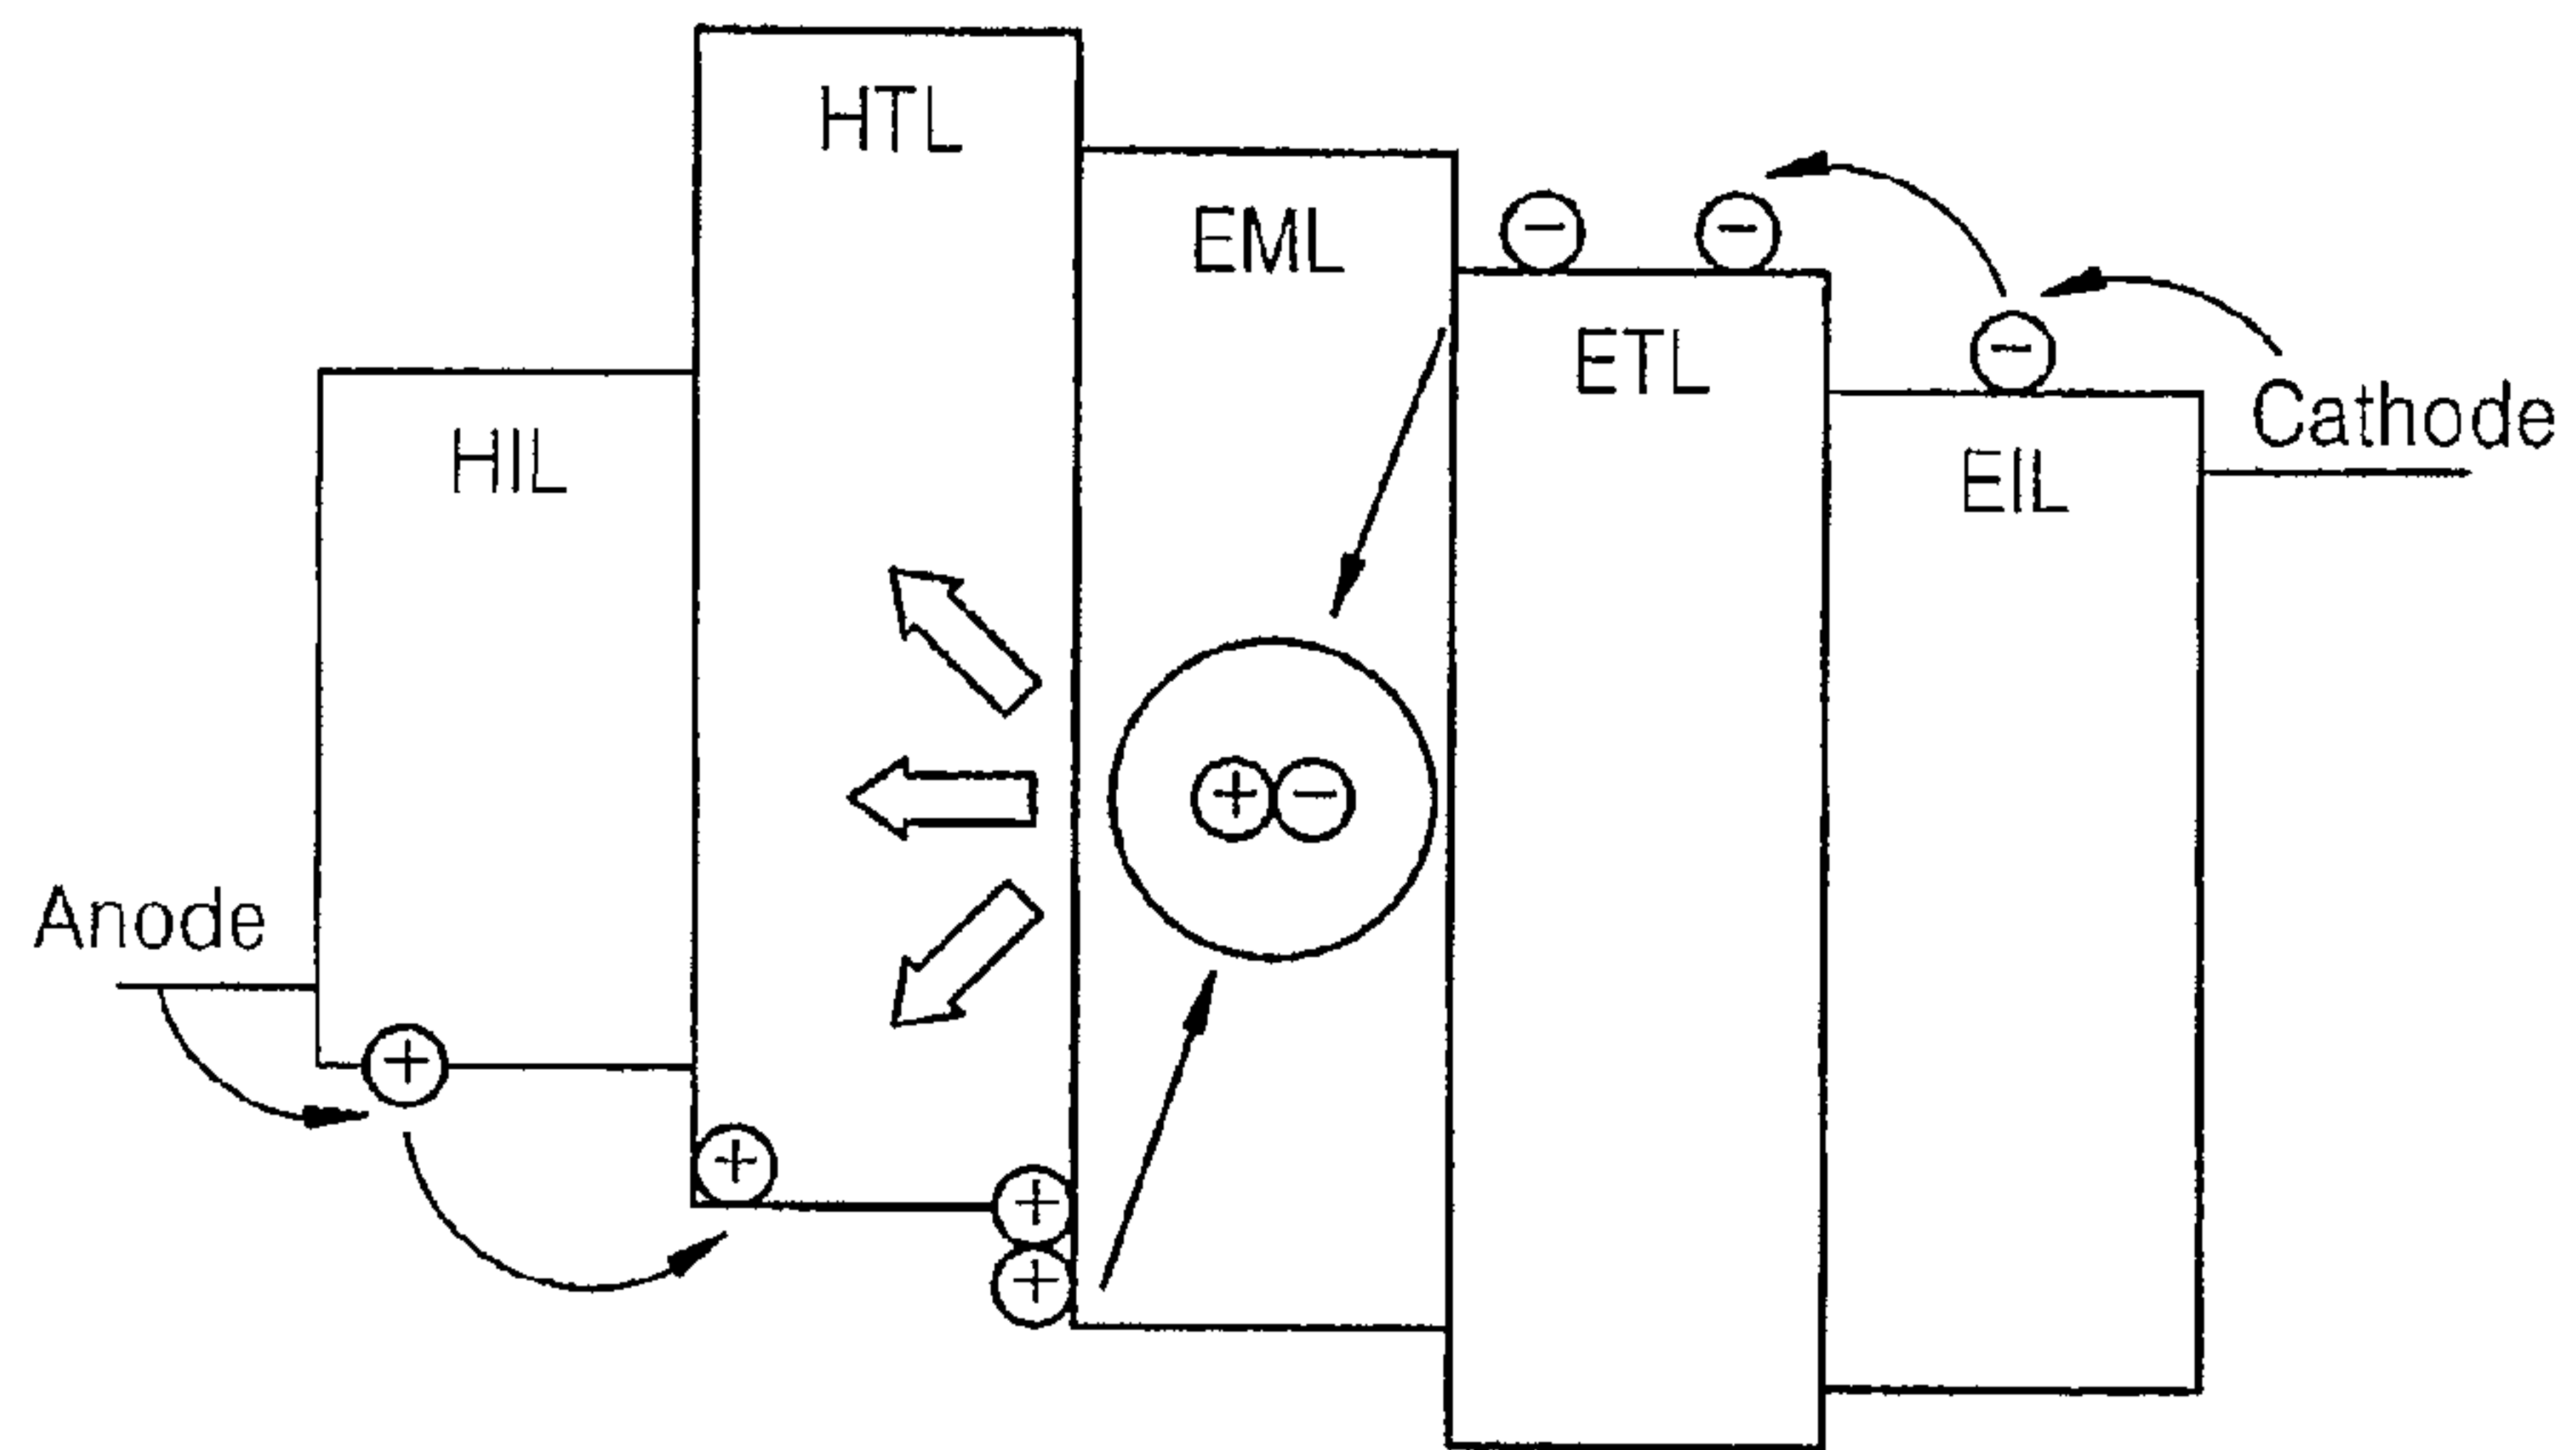 HTL
EML
ETL
HIL
EIL
Cathode
Anode
−
−
−
+
−
+
+
+
+